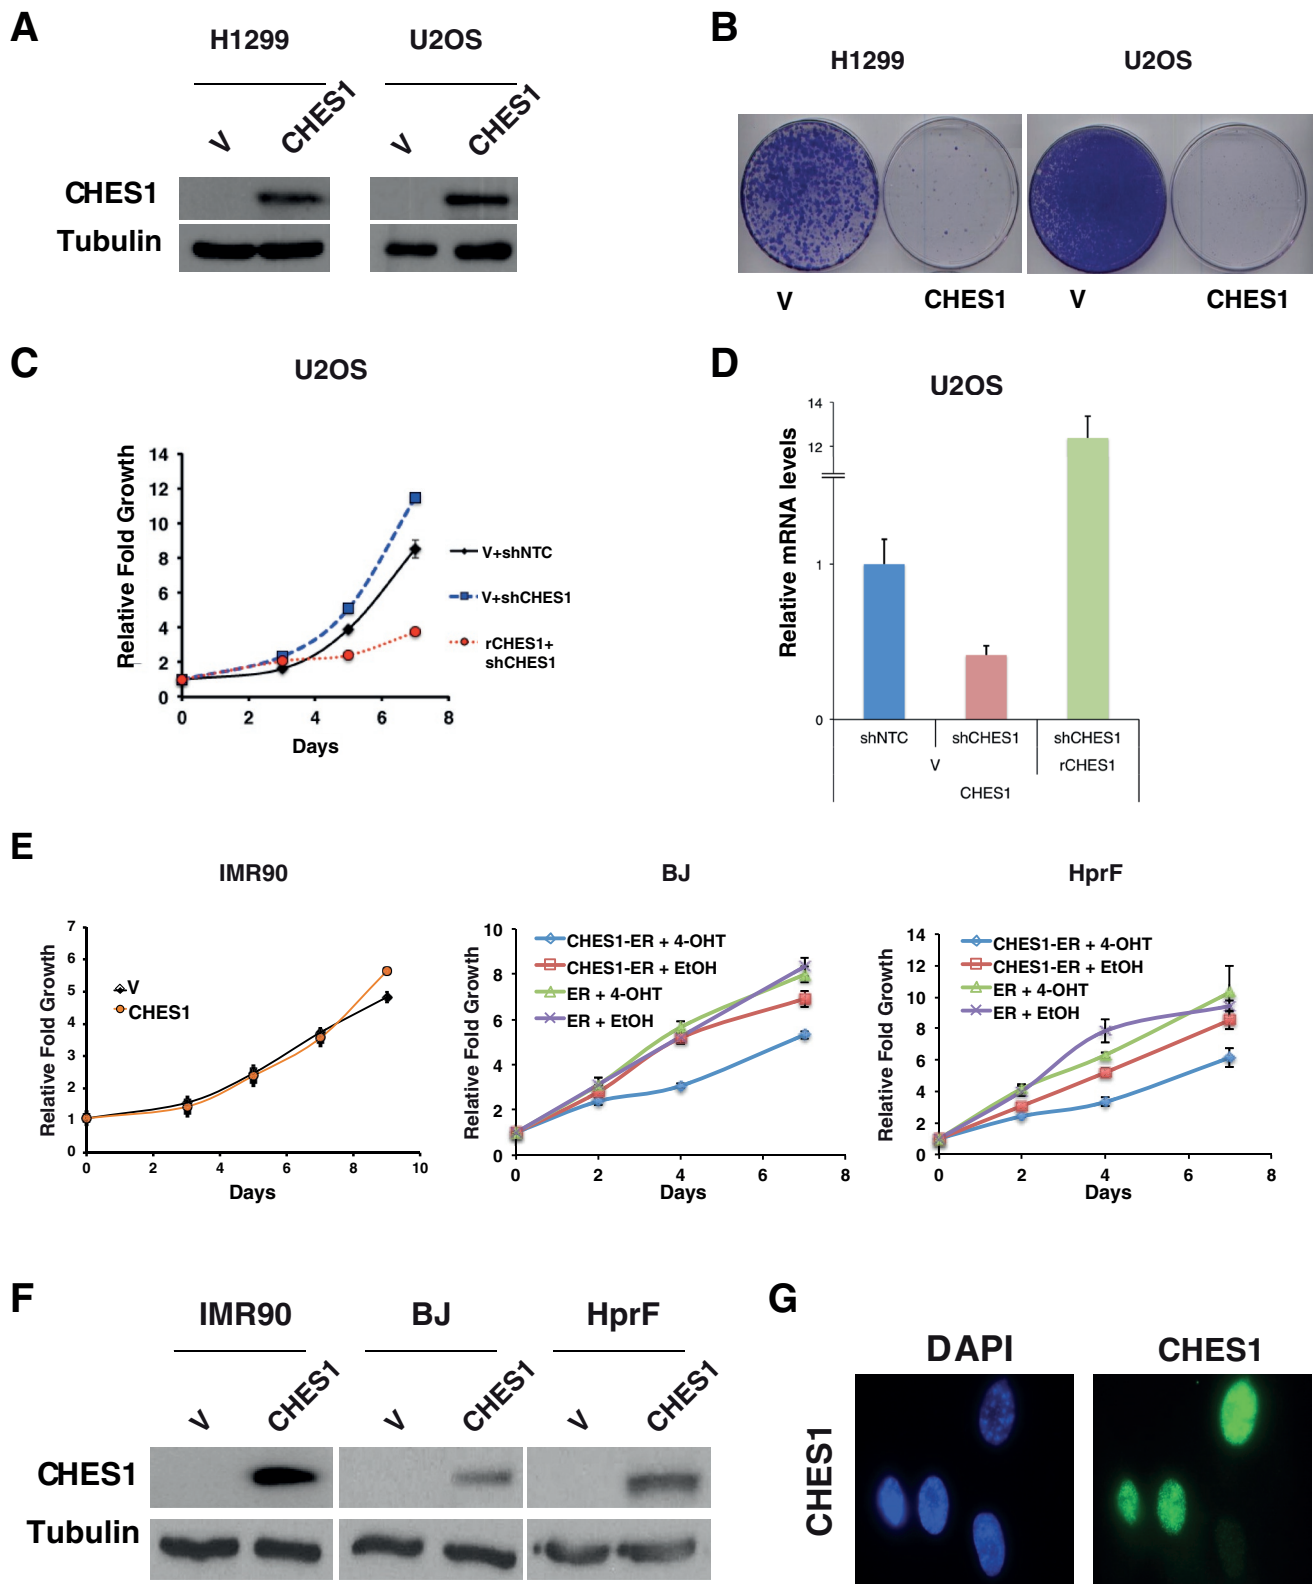 A
H1299 U2OS
V CHES1 V CHES1
CHES1
Tubulin
B
H1299 U2OS
V CHES1 V CHES1
C
U2OS
Relative Fold Growth
14
12
10
8
6
4
2
0
0 2 4 6 8
Days
V+shNTC
V+shCHES1
rCHES1+
shCHES1
D
U2OS
Relative mRNA levels
14
12
1
0
shNTC shCHES1 shCHES1
V rCHES1
CHES1
E
IMR90
Relative Fold Growth
7
6
5
4
3
2
1
0
0 2 4 6 8 10
Days
V
CHES1
BJ
Relative Fold Growth
10
8
6
4
2
0
0 2 4 6 8
Days
CHES1-ER + 4-OHT
CHES1-ER + EtOH
ER + 4-OHT
ER + EtOH
HprF
Relative Fold Growth
14
12
10
8
6
4
2
0
0 2 4 6 8
Days
CHES1-ER + 4-OHT
CHES1-ER + EtOH
ER + 4-OHT
ER + EtOH
F
IMR90 BJ HprF
V CHES1 V CHES1 V CHES1
CHES1
Tubulin
G
DAPI CHES1
CHES1